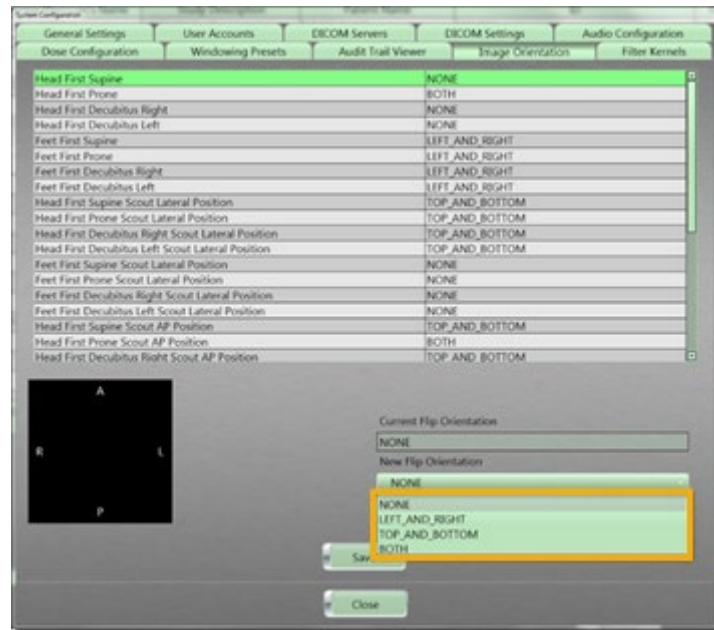 System Configuration
General Settings User Accounts DICOM Servers DICOM Settings Audio Configuration
Dose Configuration Windowing Presets Audit Trail Viewer Image Orientation Filter Kernels
Head First Supine NONE
Head First Prone BOTH
Head First Decubitus Right NONE
Head First Decubitus Left NONE
Feet First Supine LEFT_AND_RIGHT
Feet First Prone LEFT_AND_RIGHT
Feet First Decubitus Right LEFT_AND_RIGHT
Feet First Decubitus Left LEFT_AND_RIGHT
Head First Supine Scout Lateral Position TOP_AND_BOTTOM
Head First Prone Scout Lateral Position TOP_AND_BOTTOM
Head First Decubitus Right Scout Lateral Position TOP_AND_BOTTOM
Head First Decubitus Left Scout Lateral Position TOP_AND_BOTTOM
Feet First Supine Scout Lateral Position NONE
Feet First Prone Scout Lateral Position NONE
Feet First Decubitus Right Scout Lateral Position NONE
Feet First Decubitus Left Scout Lateral Position NONE
Head First Supine Scout AP Position TOP_AND_BOTTOM
Head First Prone Scout AP Position BOTH
Head First Decubitus Right Scout AP Position TOP_AND_BOTTOM
A
R L
P
Current Flip Orientation
NONE
New Flip Orientation
NONE
NONE
LEFT_AND_RIGHT
TOP_AND_BOTTOM
BOTH
Sav
Close